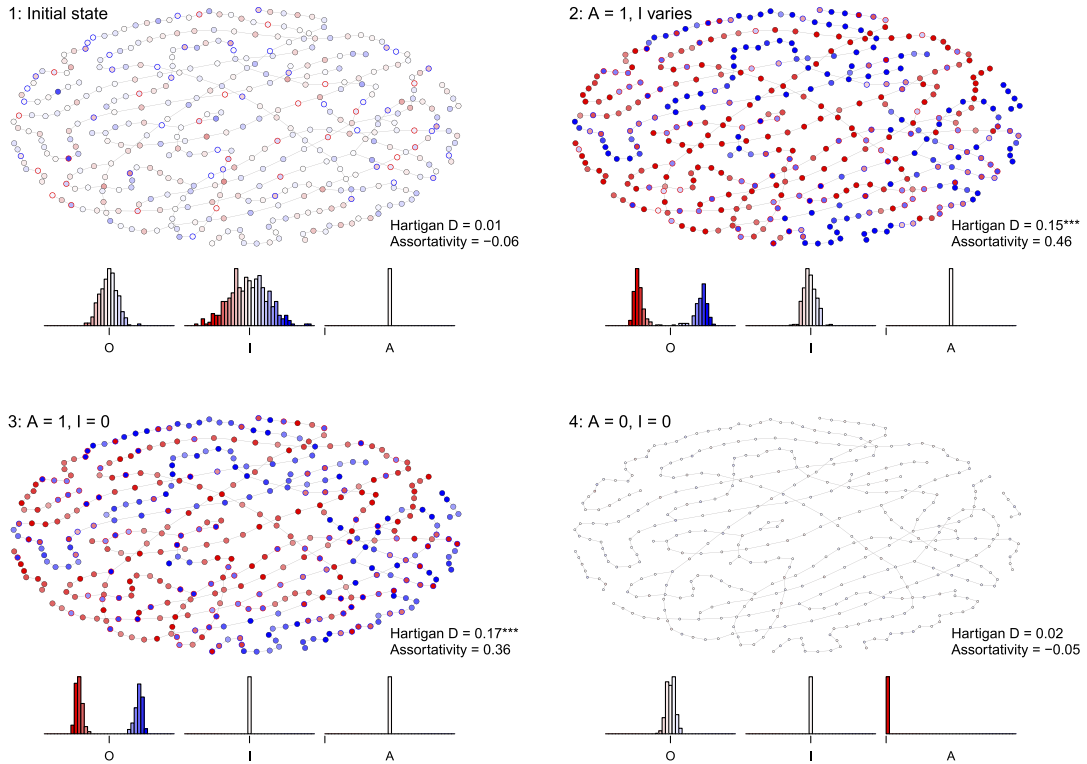 1: Initial state
Hartigan D = 0.01
Assortativity = −0.06
O
I
A
2: A = 1, I varies
Hartigan D = 0.15***
Assortativity = 0.46
O
I
A
3: A = 1, I = 0
Hartigan D = 0.17***
Assortativity = 0.36
O
I
A
4: A = 0, I = 0
Hartigan D = 0.02
Assortativity = −0.05
O
I
A